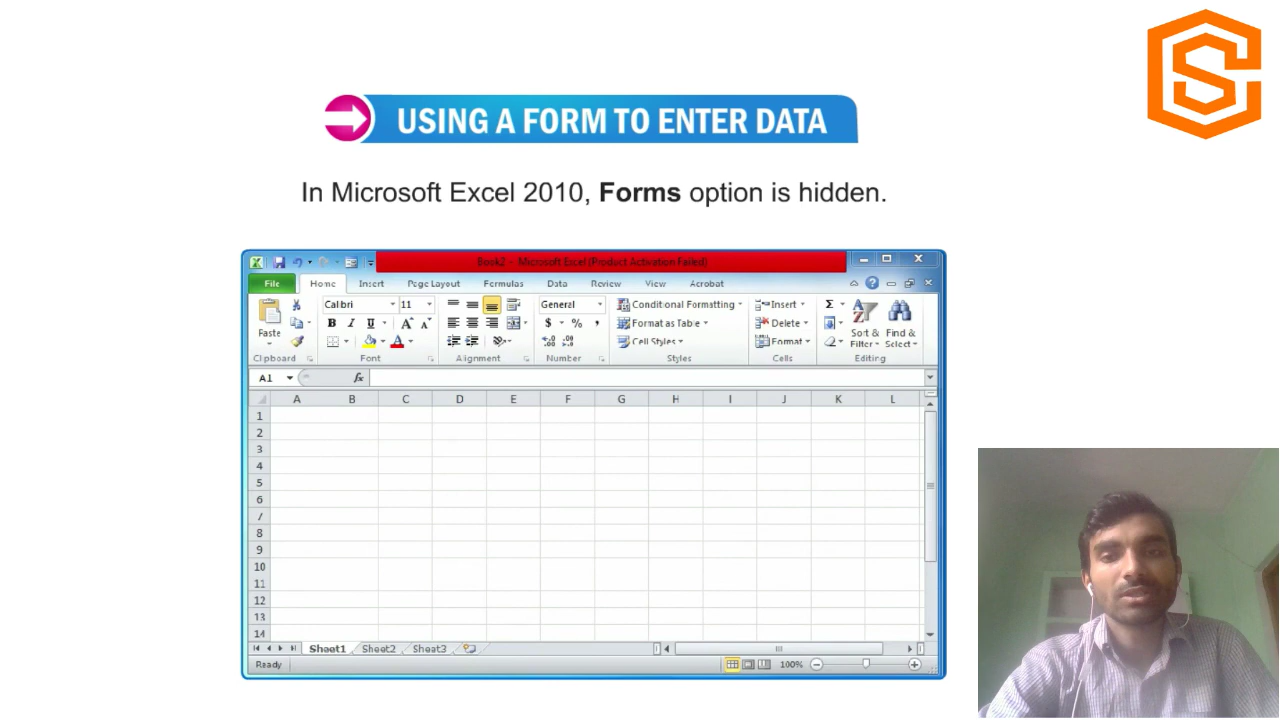 USING A FORM TO ENTER DATA
In Microsoft Excel 2010, Forms option is hidden.
Book2 - Microsoft Excel (Product Activation Failed)
File Home Insert Page Layout Formulas Data Review View Acrobat
Calibri 11 General Conditional Formatting Insert Σ
Paste B I U A A $ % , Format as Table Delete Sort & Find &
A Cell Styles Format Filter Select
Clipboard Font Alignment Number Styles Cells Editing
A1 fx
A B C D E F G H I J K L
1
2
3
4
5
6
7
8
9
10
11
12
13
14
Sheet1 Sheet2 Sheet3
Ready 100%